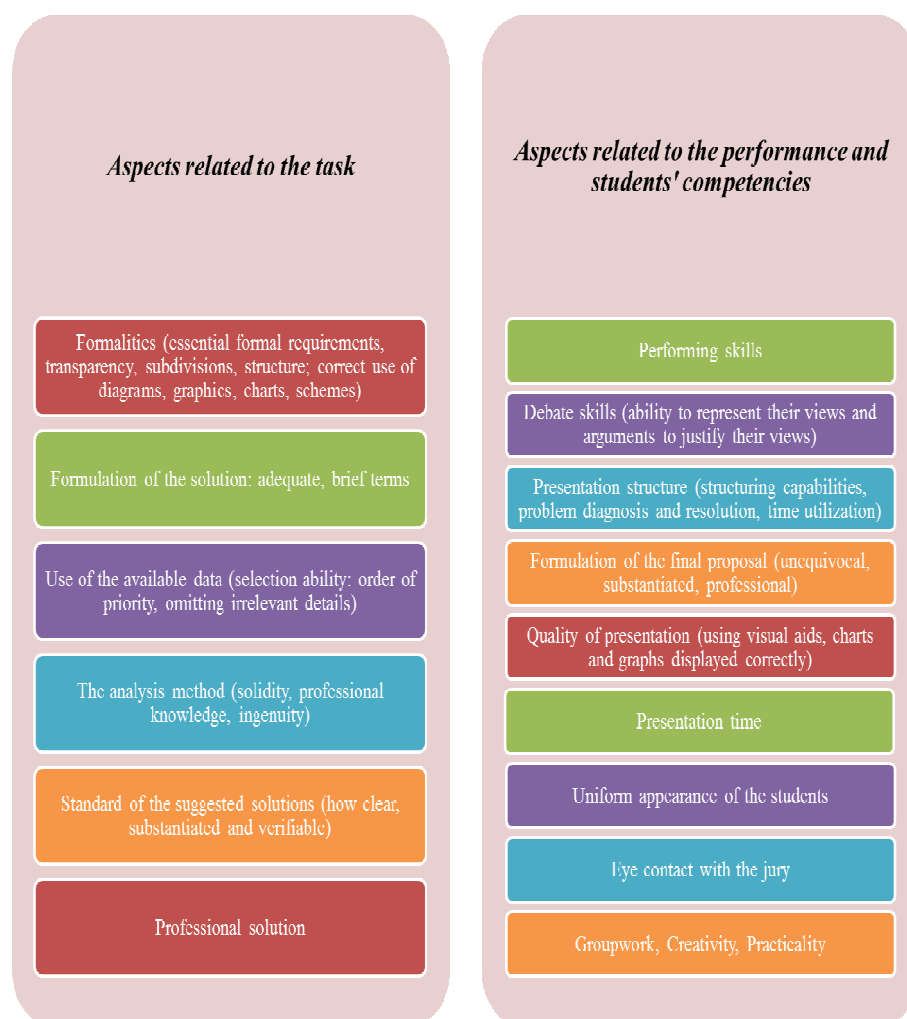 Aspects related to the task
Formalities (essential formal requirements,
transparency, subdivisions, structure; correct use of
diagrams, graphics, charts, schemes)
Formulation of the solution: adequate, brief terms
Use of the available data (selection ability: order of
priority, omitting irrelevant details)
The analysis method (solidity, professional
knowledge, ingenuity)
Standard of the suggested solutions (how clear,
substantiated and verifiable)
Professional solution
Aspects related to the performance and
students' competencies
Performing skills
Debate skills (ability to represent their views and
arguments to justify their views)
Presentation structure (structuring capabilities,
problem diagnosis and resolution, time utilization)
Formulation of the final proposal (unequivocal,
substantiated, professional)
Quality of presentation (using visual aids, charts
and graphs displayed correctly)
Presentation time
Uniform appearance of the students
Eye contact with the jury
Groupwork, Creativity, Practicality